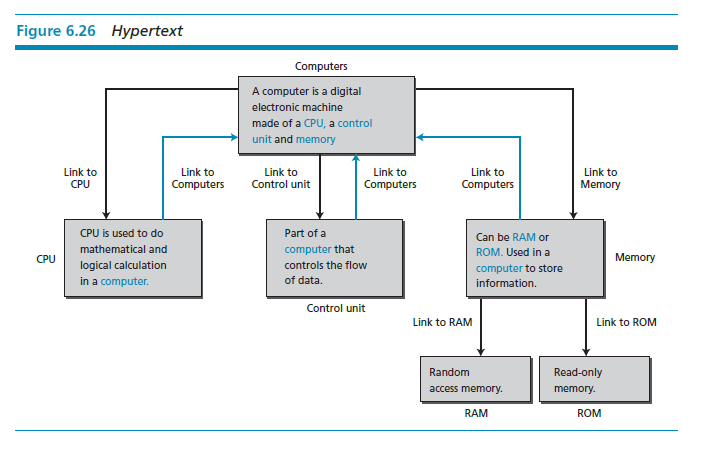 Figure 6.26 Hypertext
Computers
A computer is a digital
electronic machine
made of a CPU, a control
unit and memory
Link to
CPU
Link to
Computers
Link to
Control unit
Link to
Computers
Link to
Computers
Link to
Memory
CPU
CPU is used to do
mathematical and
logical calculation
in a computer.
Part of a
computer that
controls the flow
of data.
Control unit
Can be RAM or
ROM. Used in a
computer to store
information.
Memory
Link to RAM
Link to ROM
Random
access memory.
RAM
Read-only
memory.
ROM